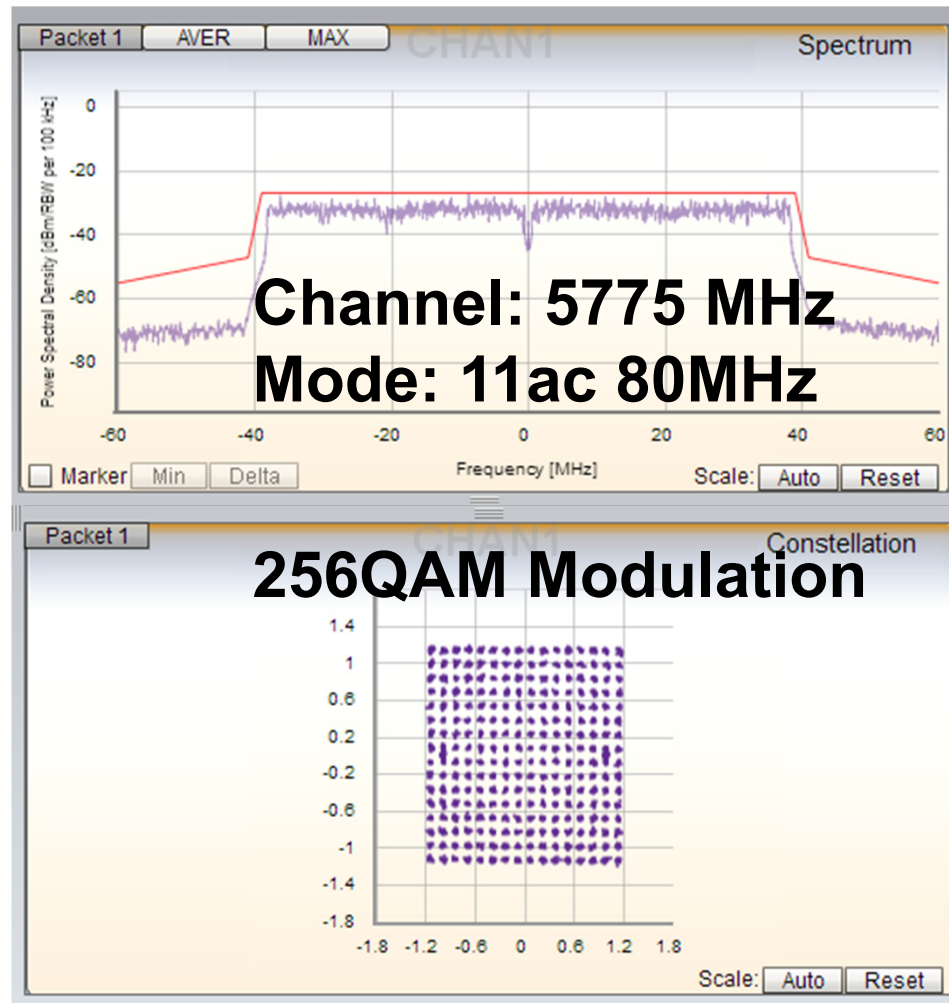 Packet 1 AVER MAX CHAN1 Spectrum
Power Spectral Density [dBm/RBW per 100 kHz]
0
-20
-40
-60
-80
Channel: 5775 MHz
Mode: 11ac 80MHz
-60 -40 -20 0 20 40 60
Frequency [MHz]
Marker Min Delta Scale: Auto Reset
Packet 1 CHAN1 Constellation
256QAM Modulation
1.4
1
0.6
0.2
-0.2
-0.6
-1
-1.4
-1.8
-1.8 -1.2 -0.6 0 0.6 1.2 1.8
Scale: Auto Reset